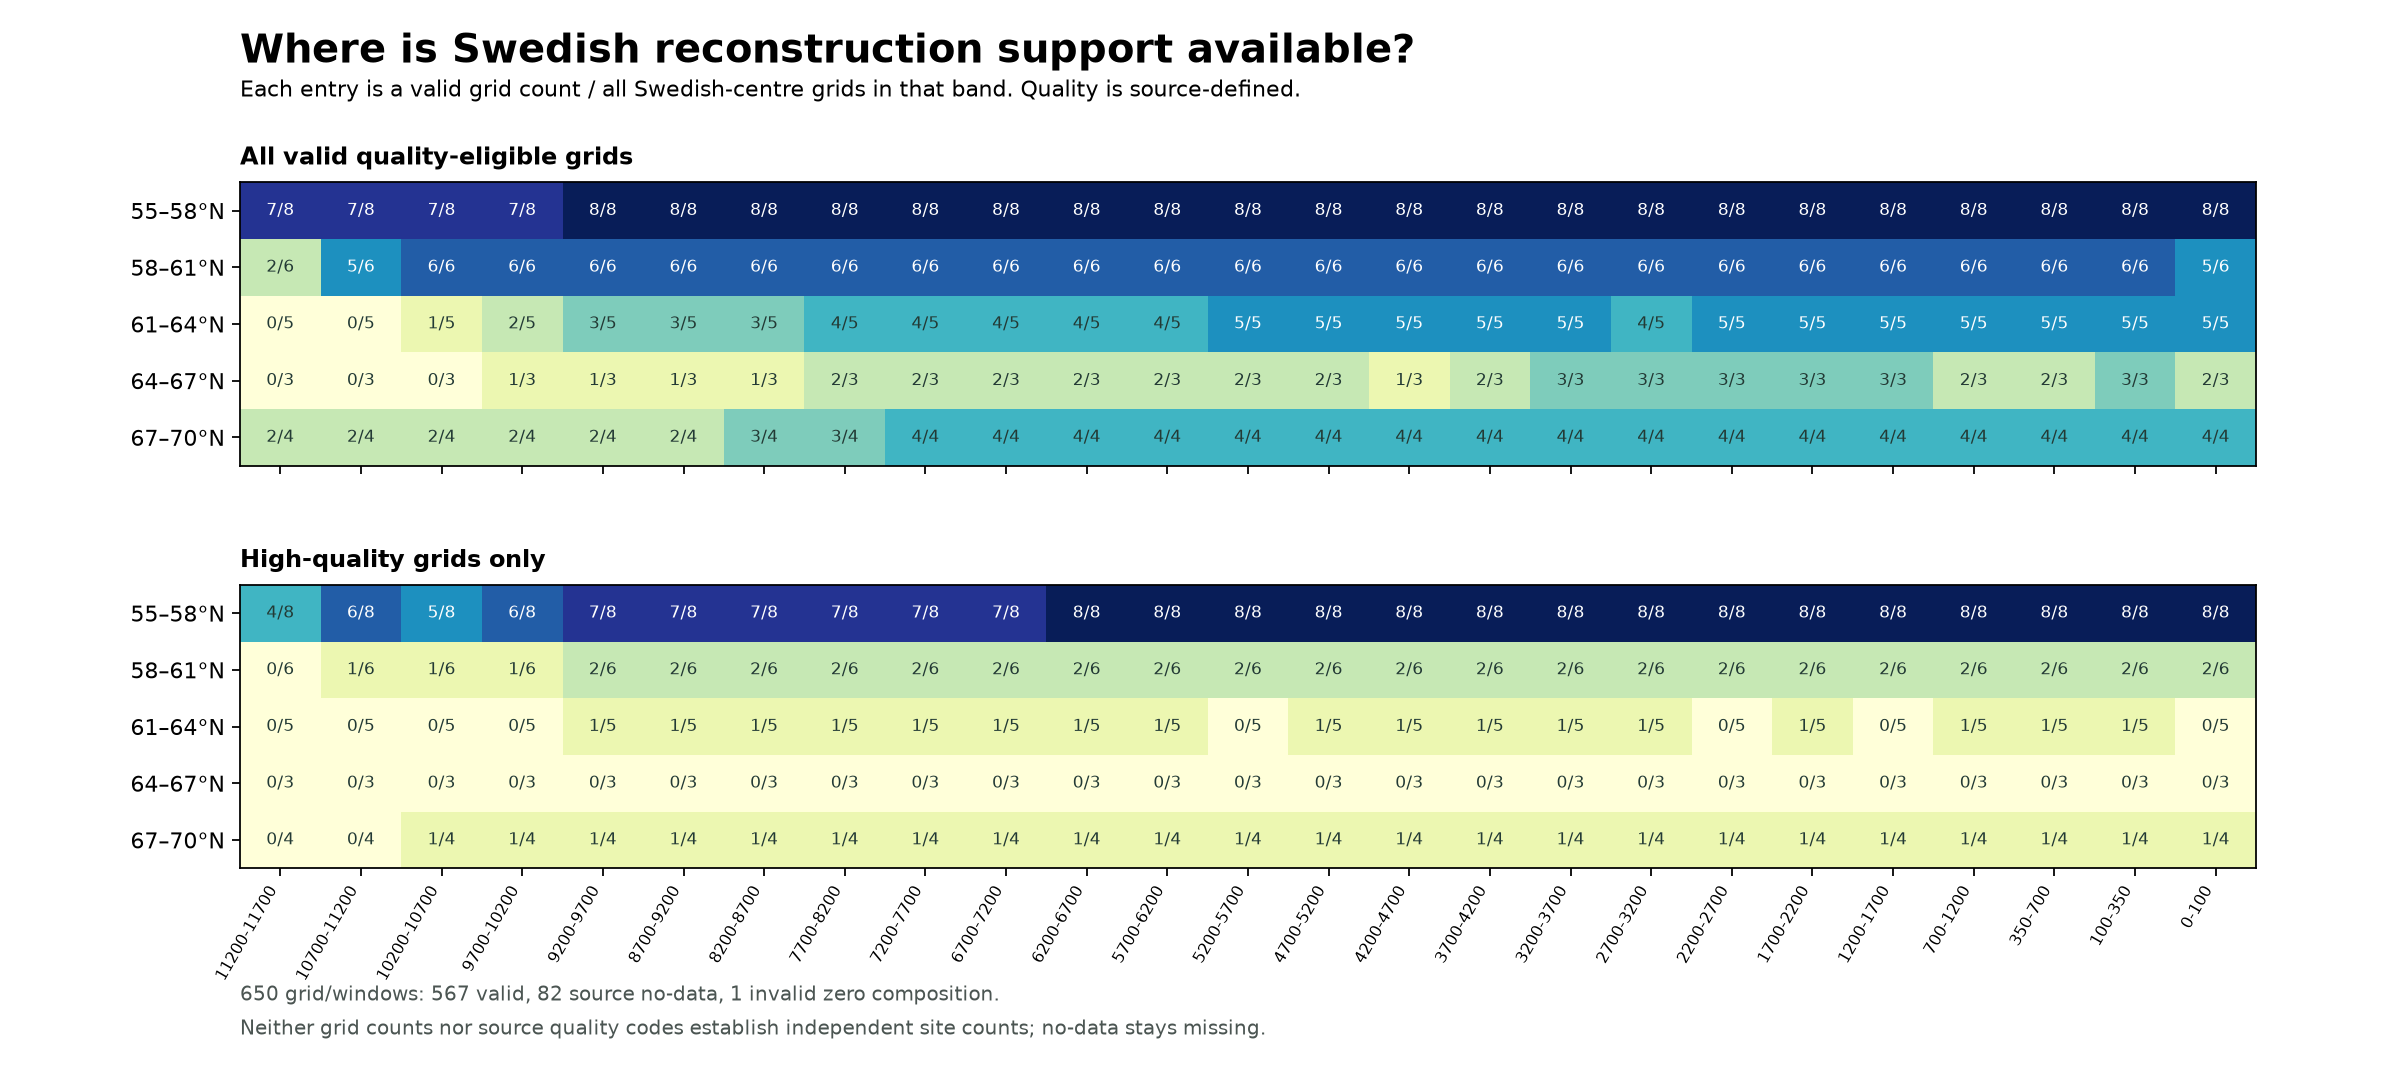 Where is Swedish reconstruction support available?
Each entry is a valid grid count / all Swedish-centre grids in that band. Quality is source-defined.
All valid quality-eligible grids
55–58°N 7/8 7/8 7/8 7/8 8/8 8/8 8/8 8/8 8/8 8/8 8/8 8/8 8/8 8/8 8/8 8/8 8/8 8/8 8/8 8/8 8/8 8/8 8/8 8/8 8/8
58–61°N 2/6 5/6 6/6 6/6 6/6 6/6 6/6 6/6 6/6 6/6 6/6 6/6 6/6 6/6 6/6 6/6 6/6 6/6 6/6 6/6 6/6 6/6 6/6 6/6 5/6
61–64°N 0/5 0/5 1/5 2/5 3/5 3/5 3/5 4/5 4/5 4/5 4/5 4/5 5/5 5/5 5/5 5/5 5/5 4/5 5/5 5/5 5/5 5/5 5/5 5/5 5/5
64–67°N 0/3 0/3 0/3 1/3 1/3 1/3 1/3 2/3 2/3 2/3 2/3 2/3 2/3 2/3 1/3 2/3 3/3 3/3 3/3 3/3 3/3 2/3 2/3 3/3 2/3
67–70°N 2/4 2/4 2/4 2/4 2/4 2/4 3/4 3/4 4/4 4/4 4/4 4/4 4/4 4/4 4/4 4/4 4/4 4/4 4/4 4/4 4/4 4/4 4/4 4/4 4/4
High-quality grids only
55–58°N 4/8 6/8 5/8 6/8 7/8 7/8 7/8 7/8 7/8 7/8 8/8 8/8 8/8 8/8 8/8 8/8 8/8 8/8 8/8 8/8 8/8 8/8 8/8 8/8 8/8
58–61°N 0/6 1/6 1/6 1/6 2/6 2/6 2/6 2/6 2/6 2/6 2/6 2/6 2/6 2/6 2/6 2/6 2/6 2/6 2/6 2/6 2/6 2/6 2/6 2/6 2/6
61–64°N 0/5 0/5 0/5 0/5 1/5 1/5 1/5 1/5 1/5 1/5 1/5 1/5 0/5 1/5 1/5 1/5 1/5 1/5 0/5 1/5 0/5 1/5 1/5 1/5 0/5
64–67°N 0/3 0/3 0/3 0/3 0/3 0/3 0/3 0/3 0/3 0/3 0/3 0/3 0/3 0/3 0/3 0/3 0/3 0/3 0/3 0/3 0/3 0/3 0/3 0/3 0/3
67–70°N 0/4 0/4 1/4 1/4 1/4 1/4 1/4 1/4 1/4 1/4 1/4 1/4 1/4 1/4 1/4 1/4 1/4 1/4 1/4 1/4 1/4 1/4 1/4 1/4 1/4
11200-11700 10700-11200 10200-10700 9700-10200 9200-9700 8700-9200 8200-8700 7700-8200 7200-7700 6700-7200 6200-6700 5700-6200 5200-5700 4700-5200 4200-4700 3700-4200 3200-3700 2700-3200 2200-2700 1700-2200 1200-1700 700-1200 350-700 100-350 0-100
650 grid/windows: 567 valid, 82 source no-data, 1 invalid zero composition.
Neither grid counts nor source quality codes establish independent site counts; no-data stays missing.